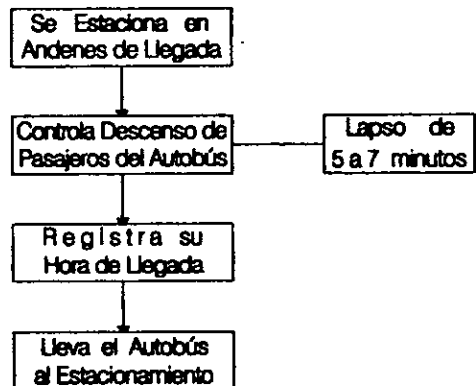 Se Estaciona en
Andenes de Llegada
Controla Descenso de
Pasajeros del Autobús
Lapso de
5 a 7 minutos
Registra su
Hora de Llegada
Lleva el Autobús
al Estacionamiento